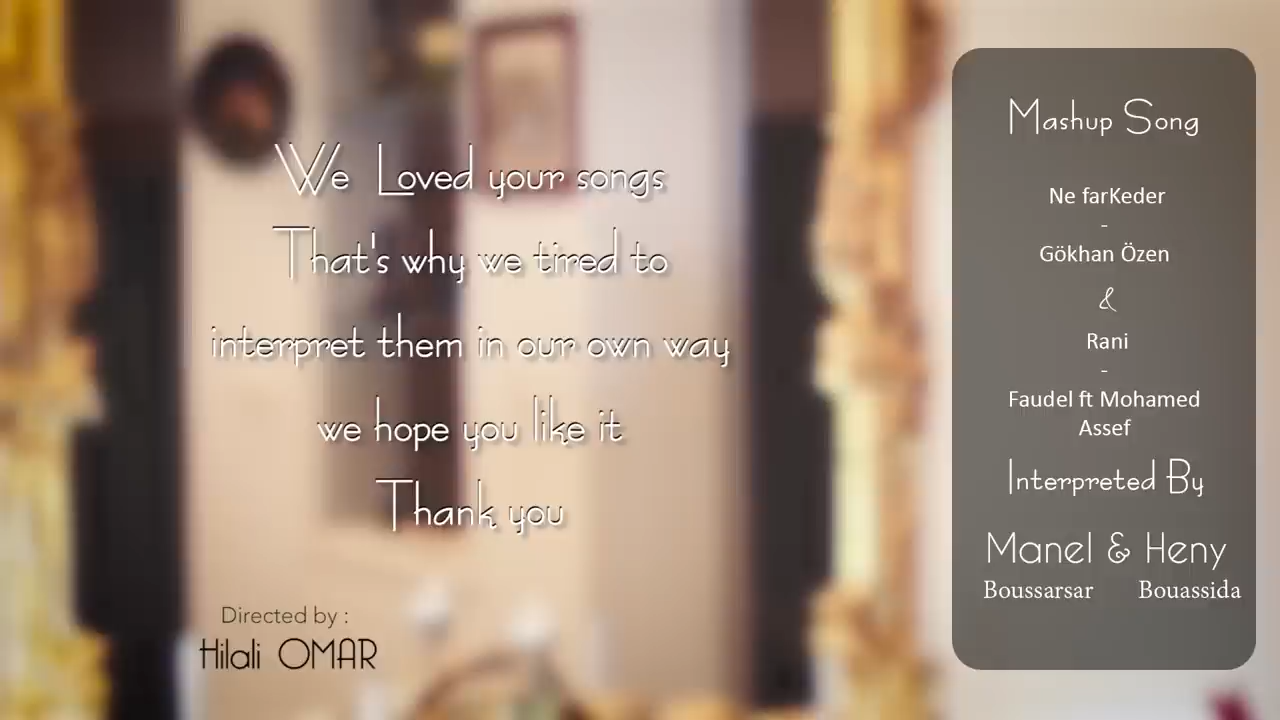 We Loved your songs
That's why we tired to
interpret them in our own way
we hope you like it
Thank you
Directed by :
Hilali OMAR
Mashup Song
Ne farKeder
-
Gökhan Özen
&
Rani
-
Faudel ft Mohamed
Assef
Interpreted By
Manel & Heny
Boussarsar Bouassida